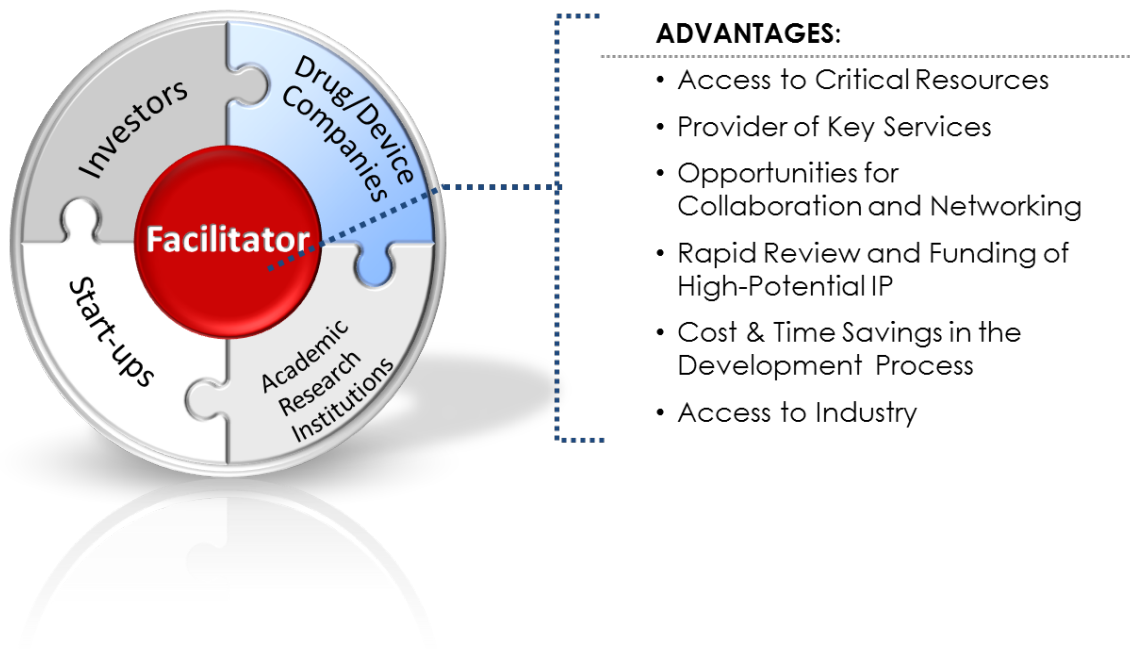 Investors
Drug/Device
Companies
Facilitator
Start-ups
Academic
Research
Institutions
ADVANTAGES:
• Access to Critical Resources
• Provider of Key Services
• Opportunities for
Collaboration and Networking
• Rapid Review and Funding of
High-Potential IP
• Cost & Time Savings in the
Development Process
• Access to Industry